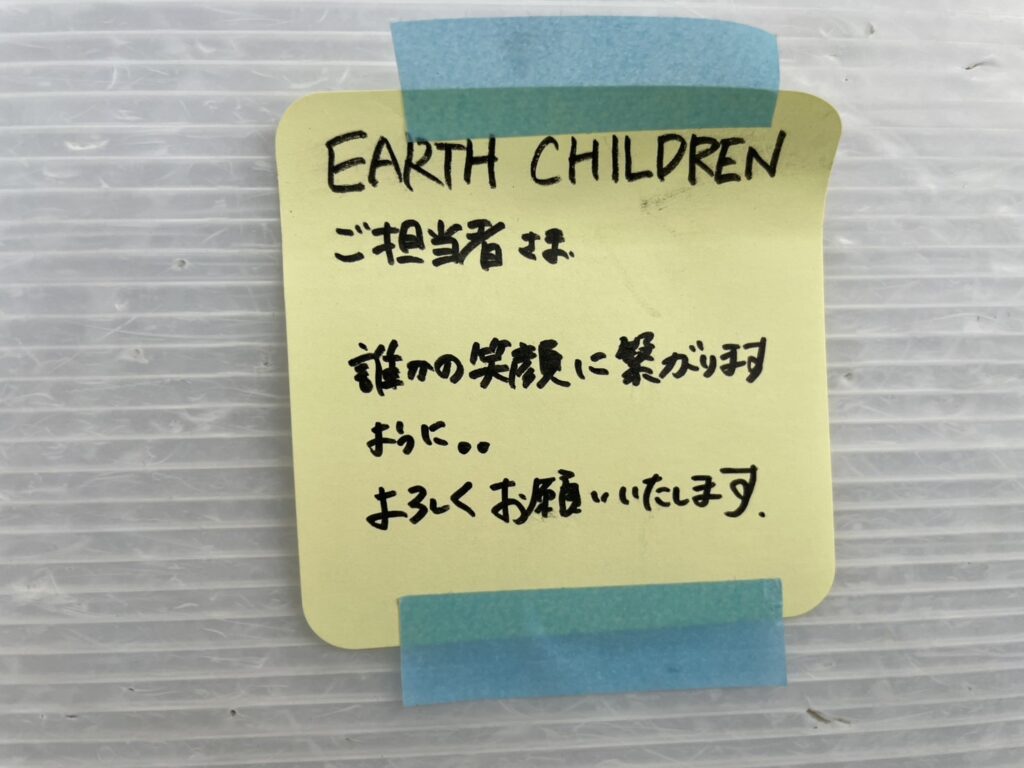 EARTH CHILDREN
ご担当者さま
誰かの笑顔に繋がります
ように..
よろしくお願いいたします.